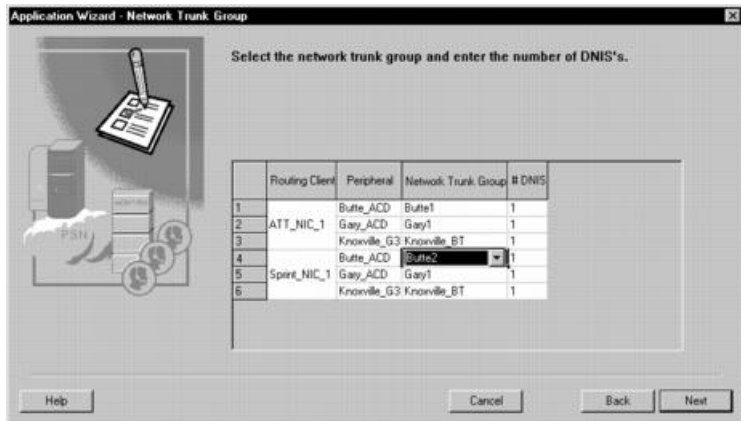 Application Wizard - Network Trunk Group
Select the network trunk group and enter the number of DNIS's.
Routing Client Peripheral Network Trunk Group # DNIS
1 Butte_ACD Butte1 1
2 ATT_NIC_1 Gary_ACD Gary1 1
3 Knoxville_G3 Knoxville_BT 1
4 Butte_ACD Butte2 1
5 Sprint_NIC_1 Gary_ACD Gary1 1
6 Knoxville_G3 Knoxville_BT 1
PSN
Help Cancel Back Next